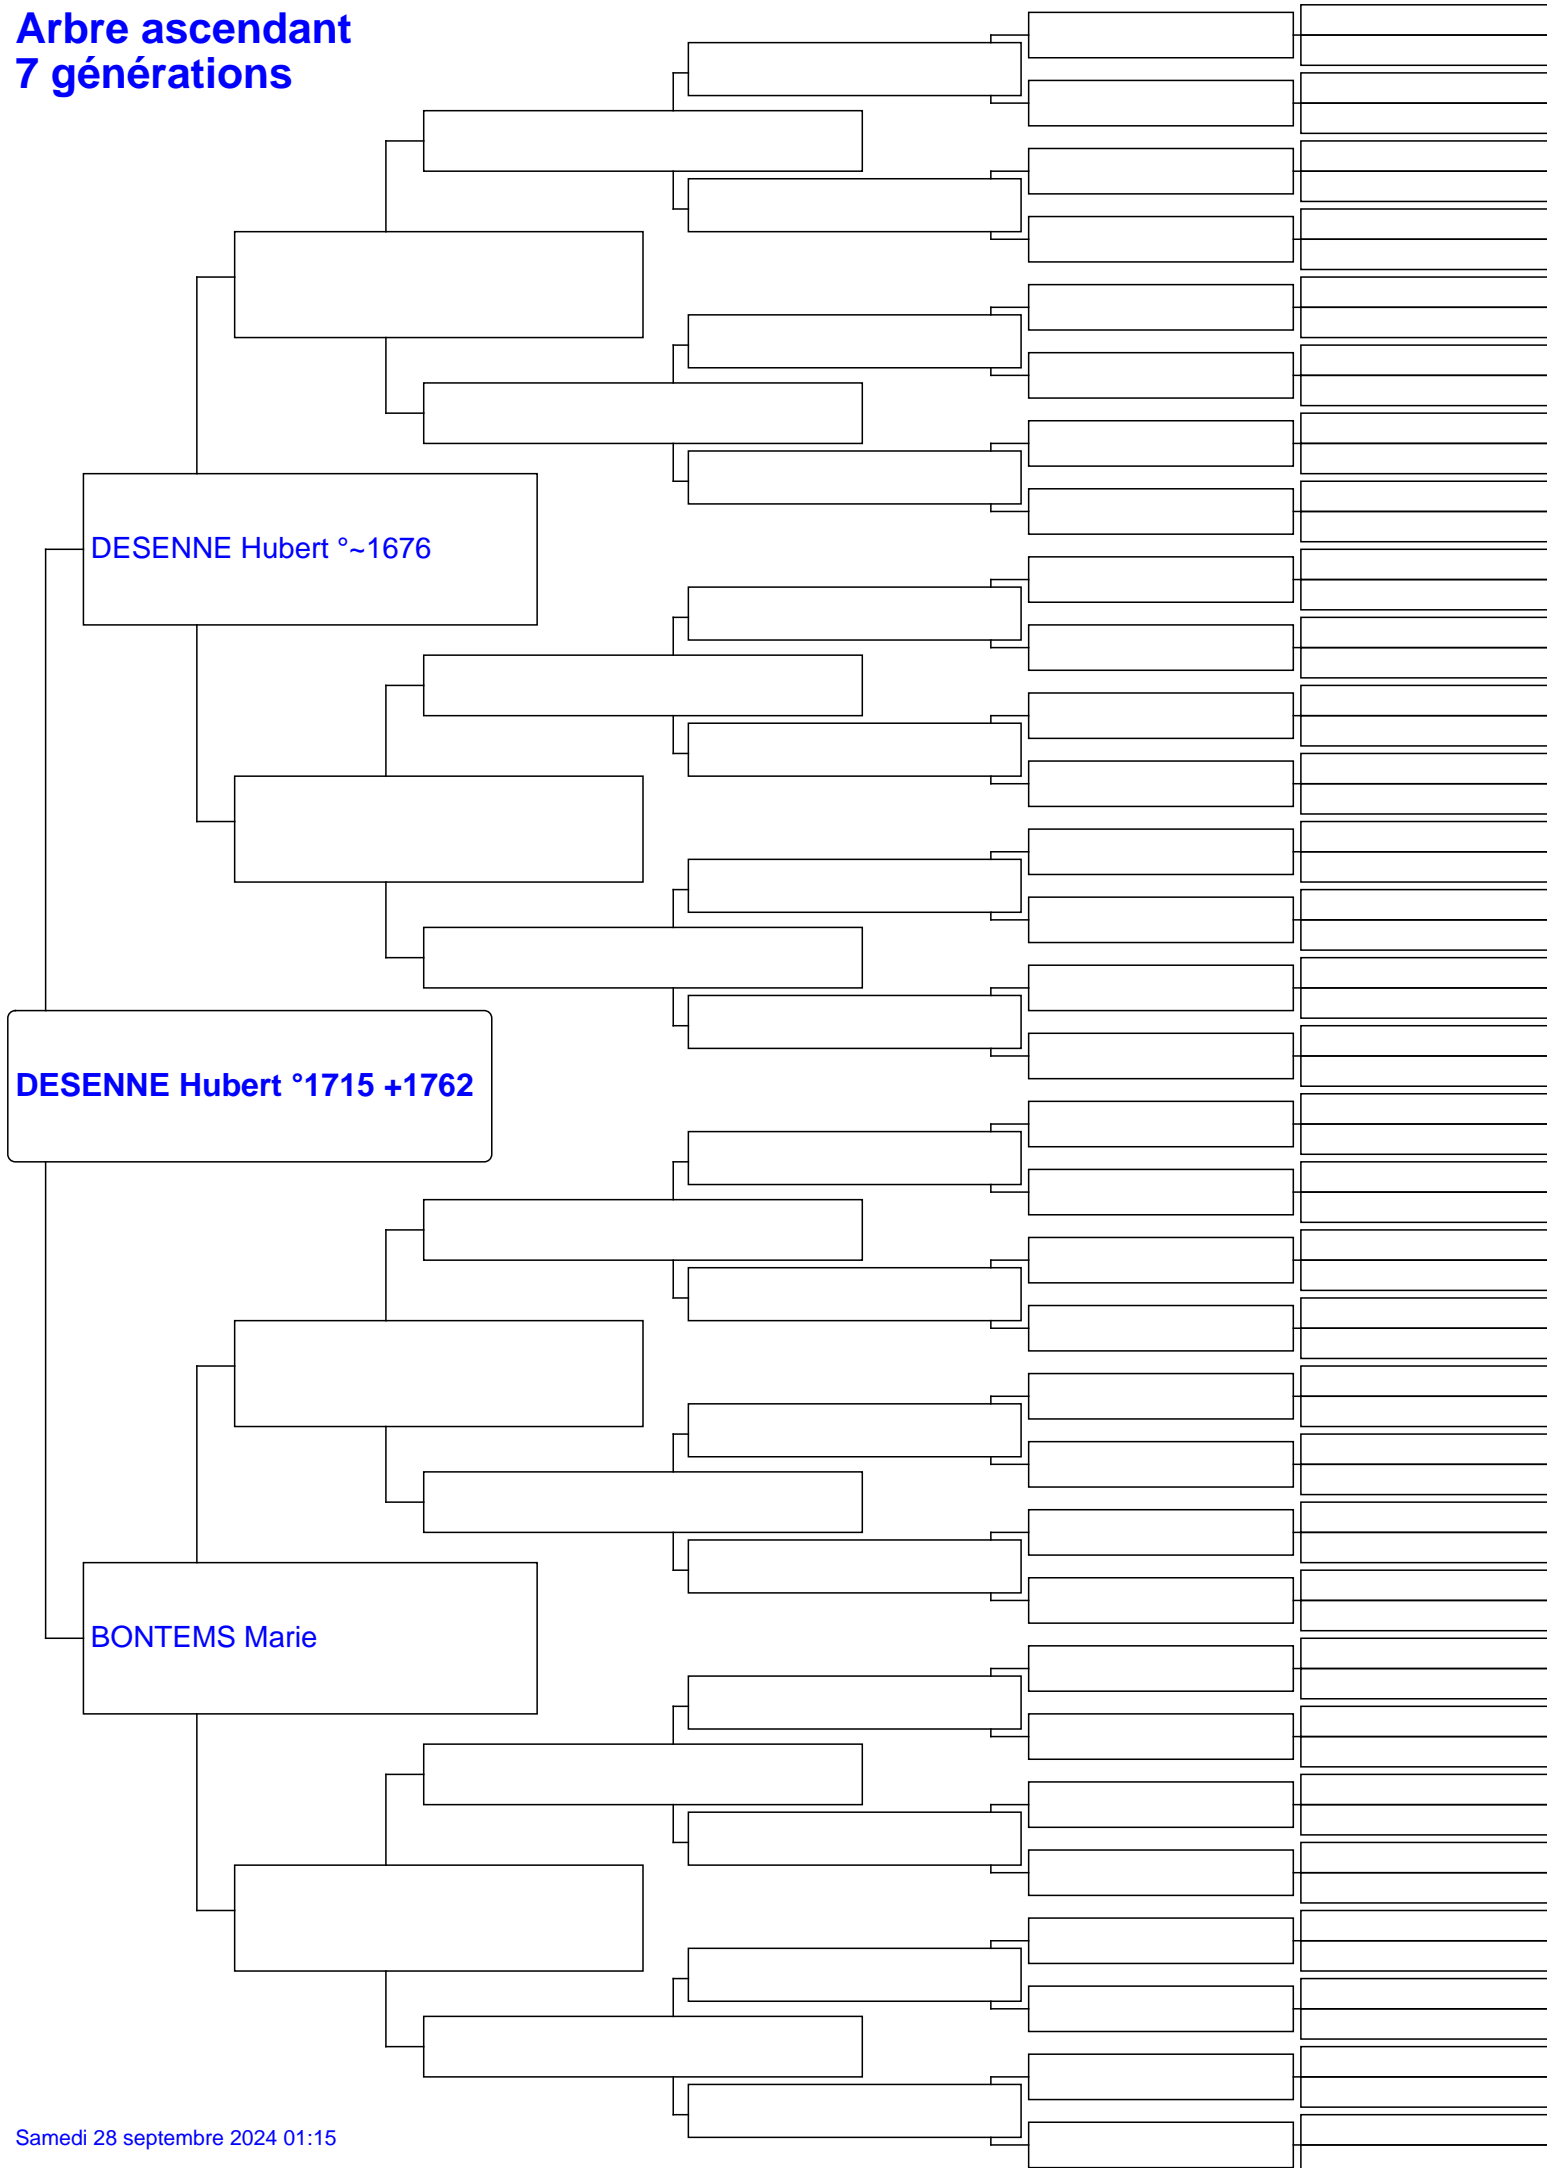 Arbre ascendant
7 générations
DESENNE Hubert °~1676
DESENNE Hubert °1715 +1762
BONTEMS Marie
Samedi 28 septembre 2024 01:15